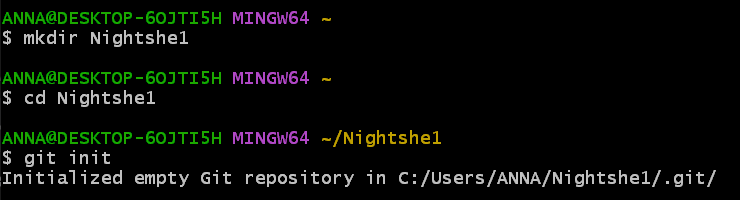 ANNA@DESKTOP-6OJTI5H MINGW64 ~
$ mkdir Nightshe1
ANNA@DESKTOP-6OJTI5H MINGW64 ~
$ cd Nightshe1
ANNA@DESKTOP-6OJTI5H MINGW64 ~/Nightshe1
$ git init
Initialized empty Git repository in C:/Users/ANNA/Nightshe1/.git/